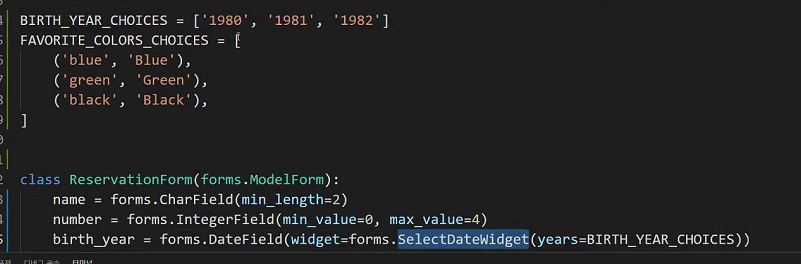 BIRTH_YEAR_CHOICES = ['1980', '1981', '1982']
FAVORITE_COLORS_CHOICES = [
    ('blue', 'Blue'),
    ('green', 'Green'),
    ('black', 'Black'),
]
class ReservationForm(forms.ModelForm):
    name = forms.CharField(min_length=2)
    number = forms.IntegerField(min_value=0, max_value=4)
    birth_year = forms.DateField(widget=forms.SelectDateWidget(years=BIRTH_YEAR_CHOICES))